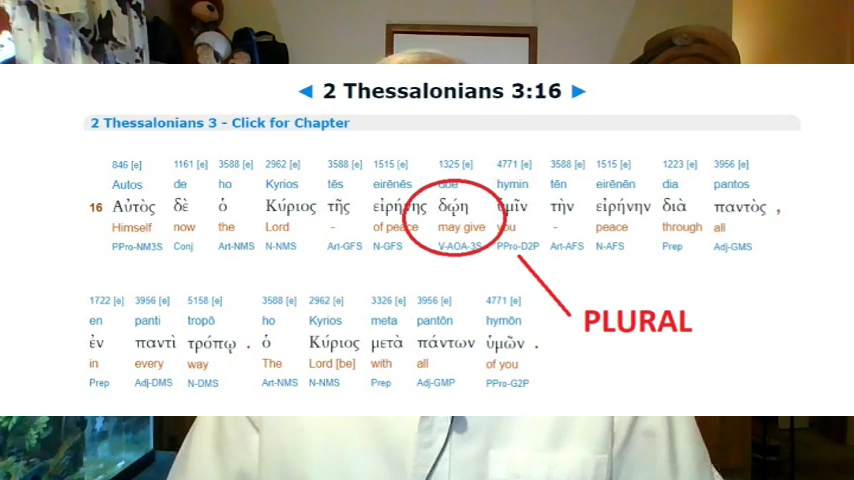 ◄ 2 Thessalonians 3:16 ►
2 Thessalonians 3 - Click for Chapter
846 [e] 1161 [e] 3588 [e] 2962 [e] 3588 [e] 1515 [e] 1325 [e] 4771 [e] 3588 [e] 1515 [e] 1223 [e] 3956 [e]
Autos de ho Kyrios tēs eirēnēs dōē hymin tēn eirēnēn dia pantos
16 Αὐτὸς δὲ ὁ Κύριος τῆς εἰρήνης δῴη ὑμῖν τὴν εἰρήνην διὰ παντὸς ,
Himself now the Lord - of peace may give you - peace through all
PPro-NM3S Conj Art-NMS N-NMS Art-GFS N-GFS V-AOA-3S PPro-D2P Art-AFS N-AFS Prep Adj-GMS
1722 [e] 3956 [e] 5158 [e] 3588 [e] 2962 [e] 3326 [e] 3956 [e] 4771 [e]
en panti tropō ho Kyrios meta pantōn hymōn
ἐν παντὶ τρόπῳ . ὁ Κύριος μετὰ πάντων ὑμῶν .
in every way The Lord [be] with all of you
Prep Adj-DMS N-DMS Art-NMS N-NMS Prep Adj-GMP PPro-G2P
PLURAL